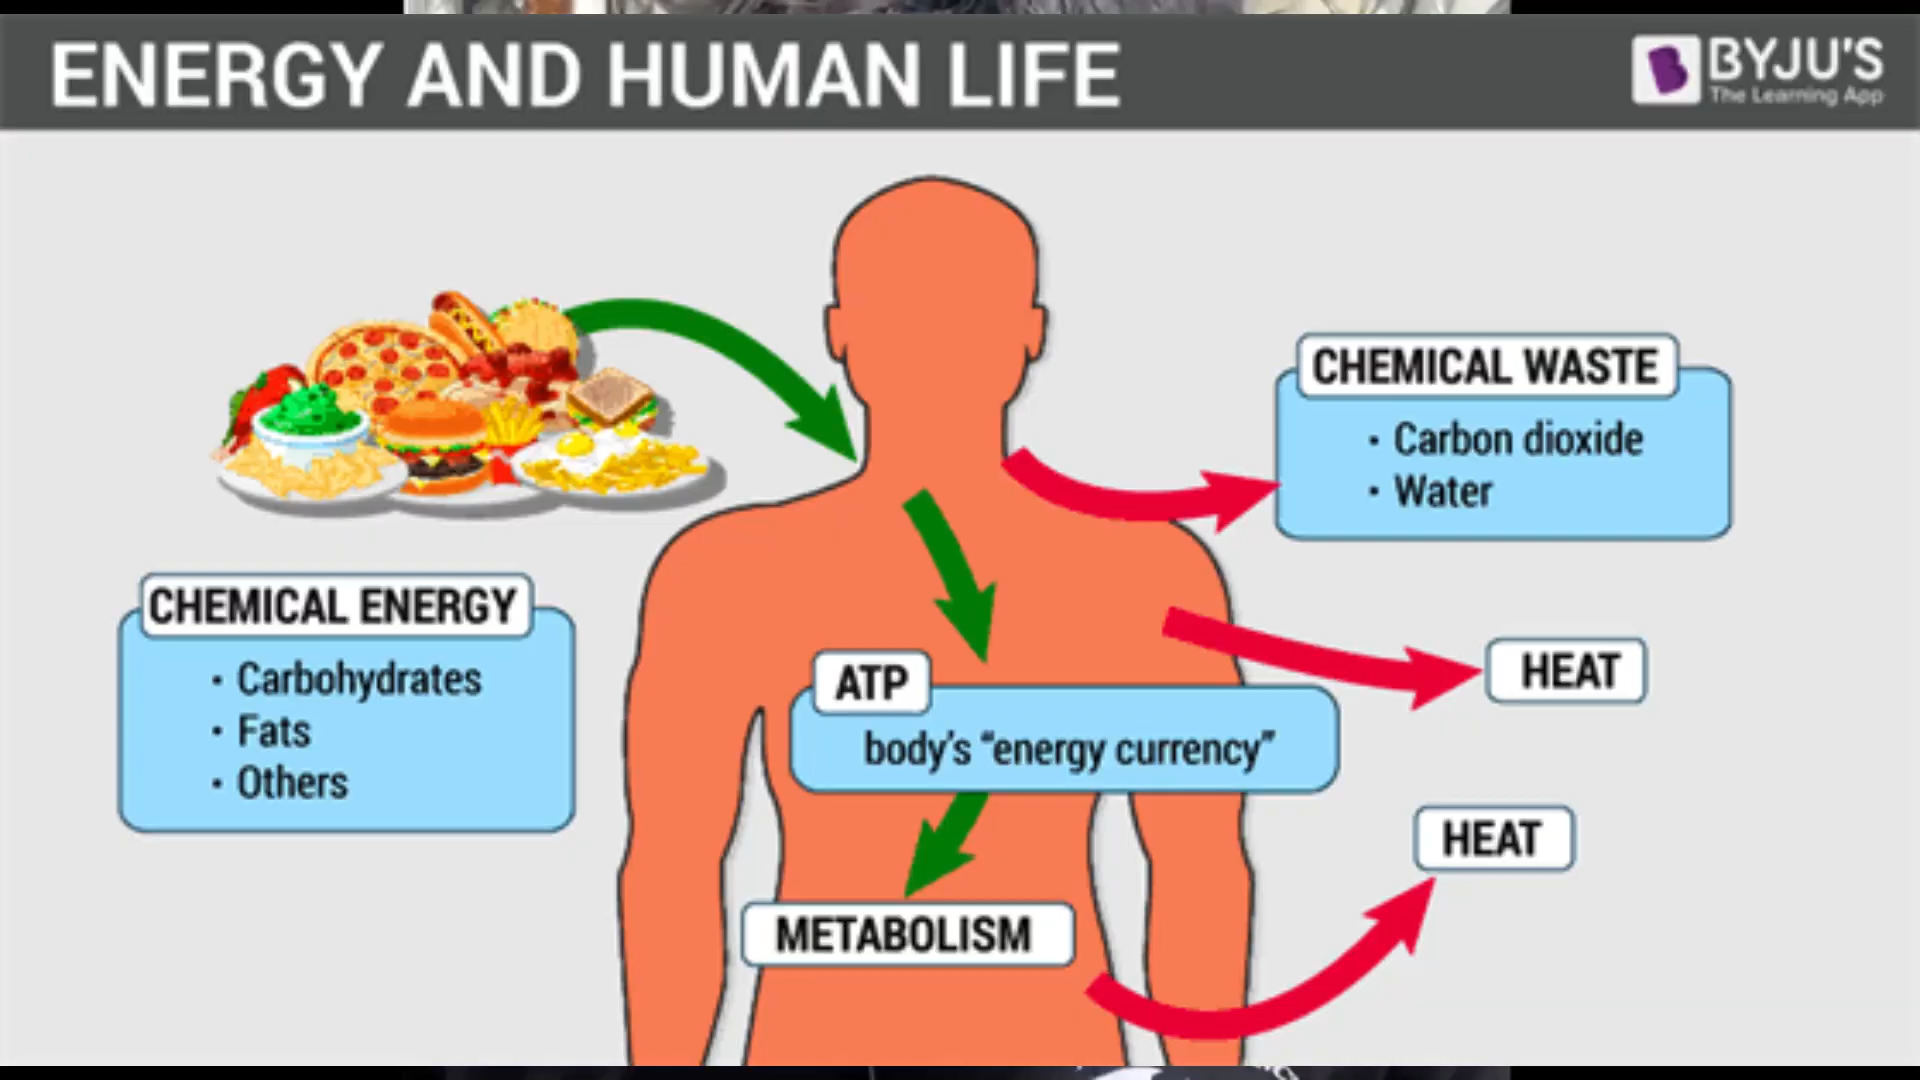 ENERGY AND HUMAN LIFE
BYJU'S
The Learning App
CHEMICAL WASTE
· Carbon dioxide
· Water
CHEMICAL ENERGY
· Carbohydrates
· Fats
· Others
HEAT
ATP
body's “energy currency”
HEAT
METABOLISM